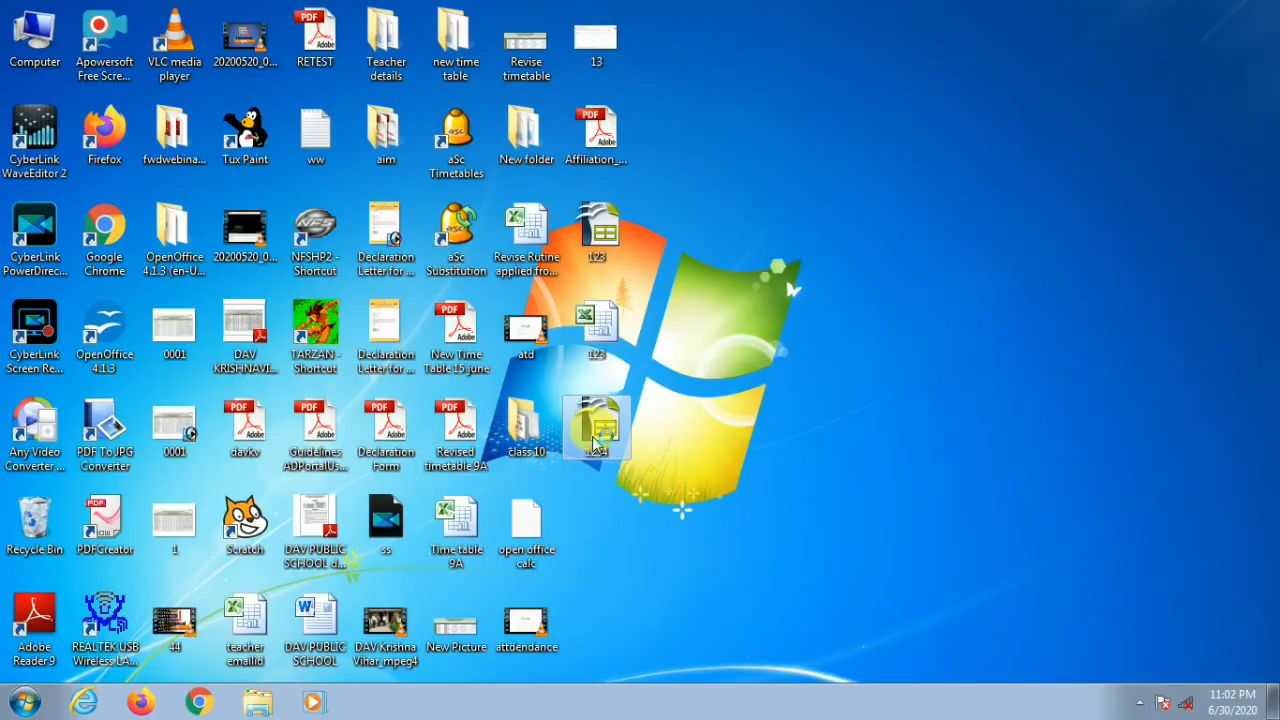 Computer
Apowersoft
Free Scre...
VLC media
player
20200520_0...
RETEST
Teacher
details
new time
table
Revise
timetable
13
CyberLink
WaveEditor 2
Firefox
fwdwebina...
Tux Paint
ww
aim
aSc
Timetables
New folder
Affiliation_...
CyberLink
PowerDirec...
Google
Chrome
OpenOffice
4.1.3 (en-U...
20200520_0...
NFSHP2 -
Shortcut
Declaration
Letter for ...
aSc
Substitution
Revise Rutine
applied fro...
123
CyberLink
Screen Re...
OpenOffice
4.1.3
0001
DAV
KRISHNAVI...
TARZAN -
Shortcut
Declaration
Letter for ...
New Time
Table 15 june
atd
123
Any Video
Converter ...
PDF To JPG
Converter
0001
davkv
Guidelines
ADPortalUs...
Declaration
Form
Revised
timetable 9A
class 10
1234
Recycle Bin
PDFCreator
1
Scratch
DAV PUBLIC
SCHOOL d...
ss
Time table
9A
open office
calc
Adobe
Reader 9
REALTEK USB
Wireless LA...
44
teacher
emailid
DAV PUBLIC
SCHOOL
DAV Krishna
Vihar_mpeg4
New Picture
attdendance
11:02 PM
6/30/2020